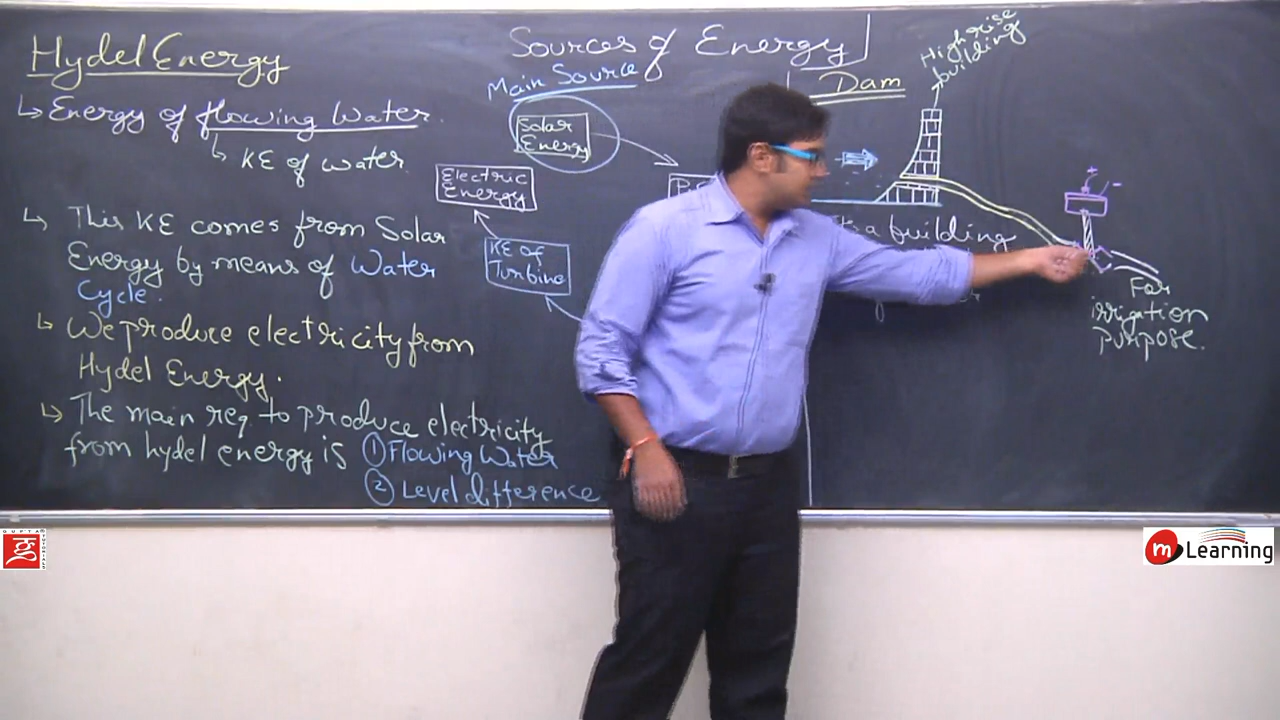 Hydel Energy
↳ Energy of flowing Water.
↳ KE of water
↳ This KE comes from Solar
Energy by means of Water
Cycle.
↳ We produce electricity from
Hydel Energy.
↳ The main req. to produce electricity
from hydel energy is ① Flowing Water
② Level difference
Sources of Energy
Main Source
Solar
Energy
Electric
Energy
KE of
Turbine
Dam
High rise
building
a building
+ -
For
irrigation
purpose.
GUPTA
TUTORIALS
m Learning